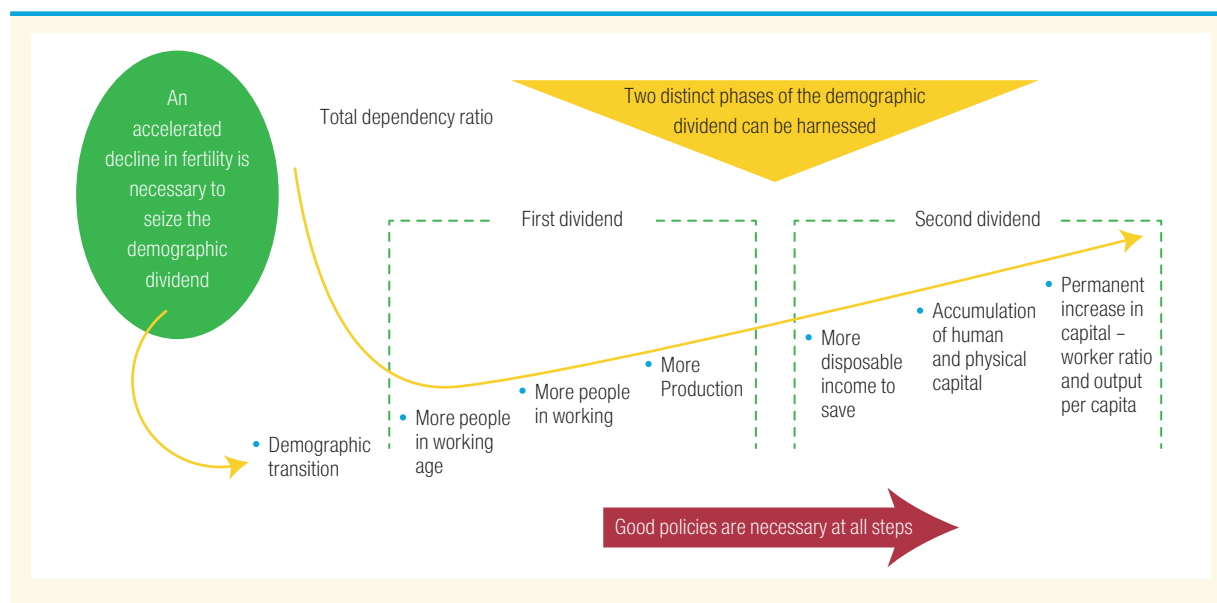 An
accelerated
decline in fertility is
necessary to
seize the
demographic
dividend
Total dependency ratio
Two distinct phases of the demographic
dividend can be harnessed
First dividend
Second dividend
• Demographic
transition
• More people
in working
age
• More people
in working
• More
Production
• More
disposable
income to
save
• Accumulation
of human
and physical
capital
• Permanent
increase in
capital –
worker ratio
and output
per capita
Good policies are necessary at all steps